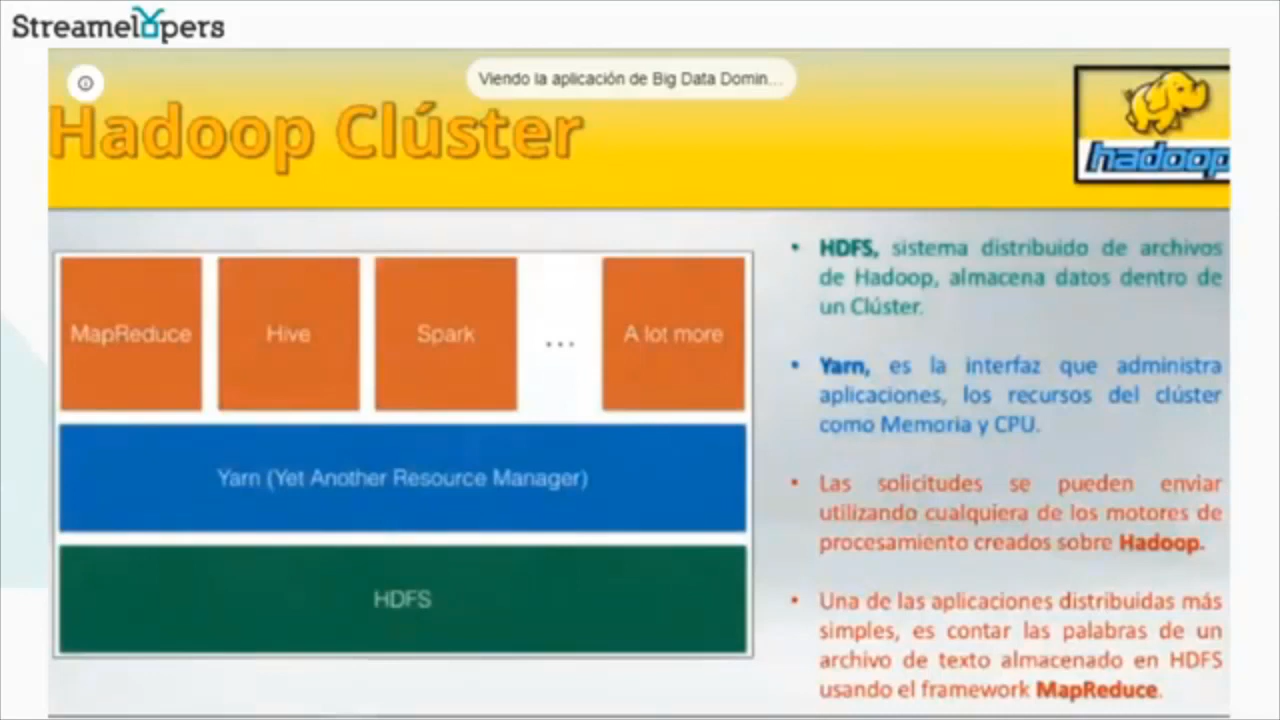 Streamelopers
Viendo la aplicación de Big Data Domin...
Hadoop Clúster
hadoop
MapReduce
Hive
Spark
...
A lot more
Yarn (Yet Another Resource Manager)
HDFS
• HDFS, sistema distribuido de archivos
de Hadoop, almacena datos dentro de
un Clúster.
• Yarn, es la interfaz que administra
aplicaciones, los recursos del clúster
como Memoria y CPU.
• Las solicitudes se pueden enviar
utilizando cualquiera de los motores de
procesamiento creados sobre Hadoop.
• Una de las aplicaciones distribuidas más
simples, es contar las palabras de un
archivo de texto almacenado en HDFS
usando el framework MapReduce.